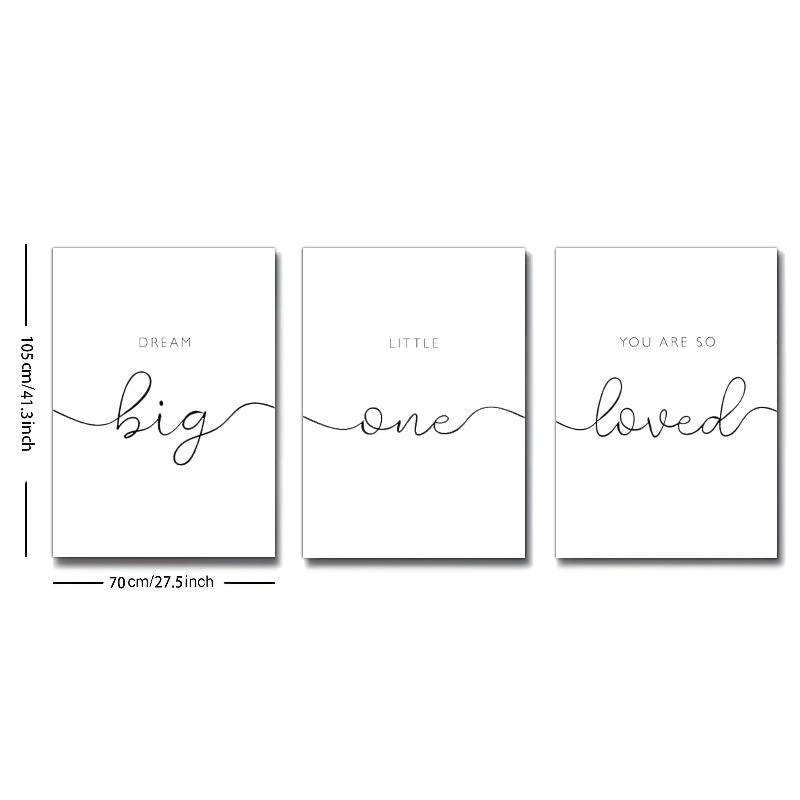 DREAM
big
LITTLE
one
YOU ARE SO
loved
105cm/41.3inch
70cm/27.5inch